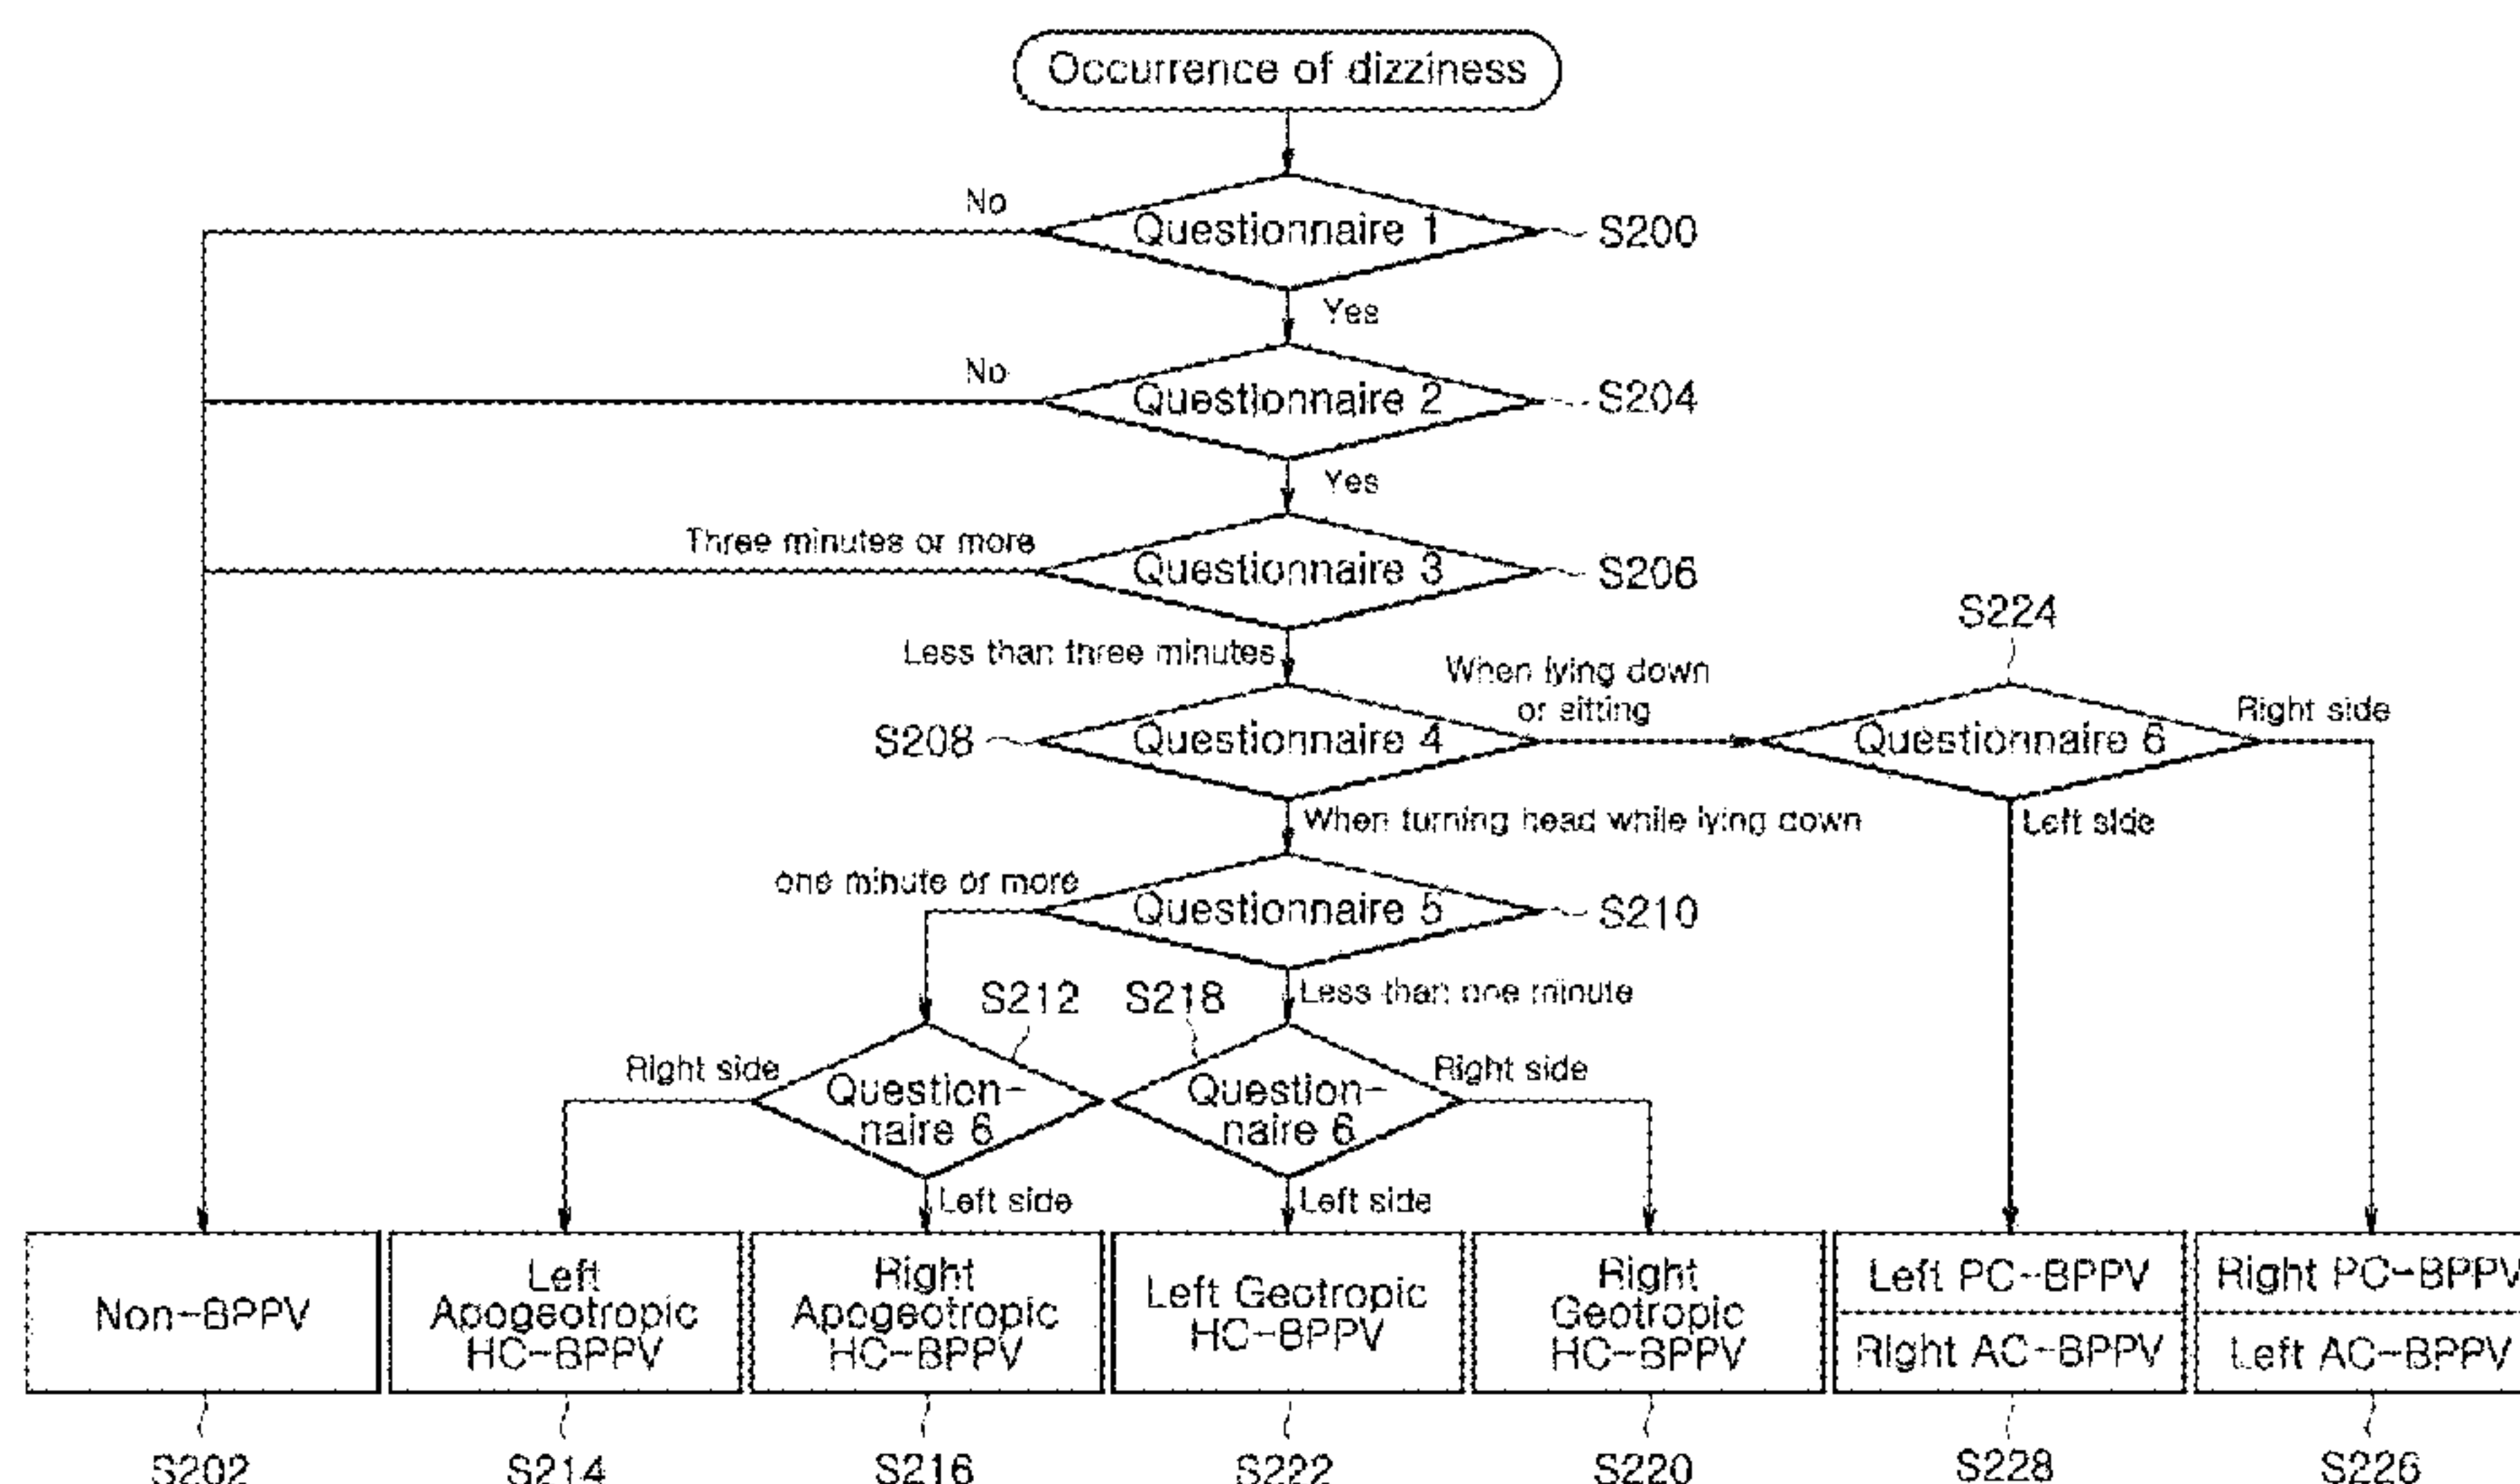 Occurrence of dizziness
No
Questionnaire 1
S200
Yes
No
Questionnaire 2
S204
Yes
Three minutes or more
Questionnaire 3
S206
S224
Less than three minutes
When lying down
or sitting
Right side
S208
Questionnaire 4
Questionnaire 6
When turning head while lying down
Left side
one minute or more
Questionnaire 5
S210
S212
S218
Less than one minute
Right side
Question-
naire 6
Question-
naire 6
Right side
Left side
Left side
Non-BPPV
Left
Apogeotropic
HC-BPPV
Right
Apogeotropic
HC-BPPV
Left Geotropic
HC-BPPV
Right
Geotropic
HC-BPPV
Left PC-BPPV
Right AC-BPPV
Right PC-BPPV
Left AC-BPPV
S202
S214
S216
S222
S220
S228
S226